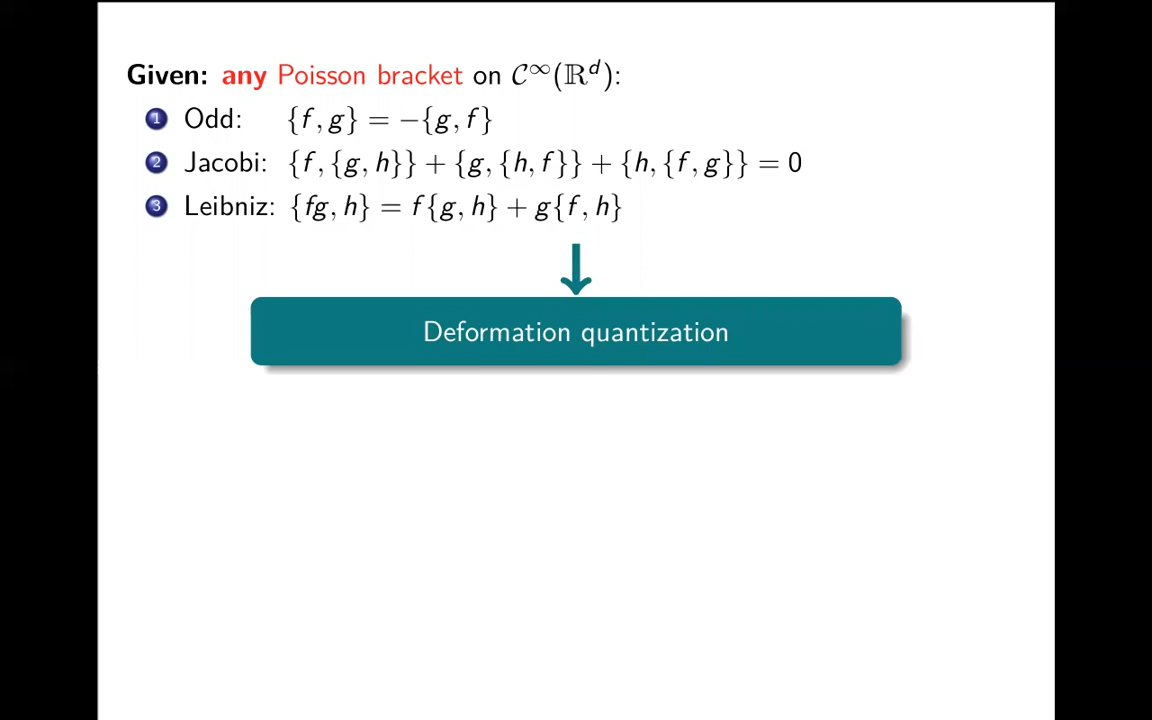 Given: any Poisson bracket on 𝒞^∞(ℝ^d):
1 Odd: {f, g} = −{g, f}
2 Jacobi: {f, {g, h}} + {g, {h, f}} + {h, {f, g}} = 0
3 Leibniz: {fg, h} = f{g, h} + g{f, h}
Deformation quantization